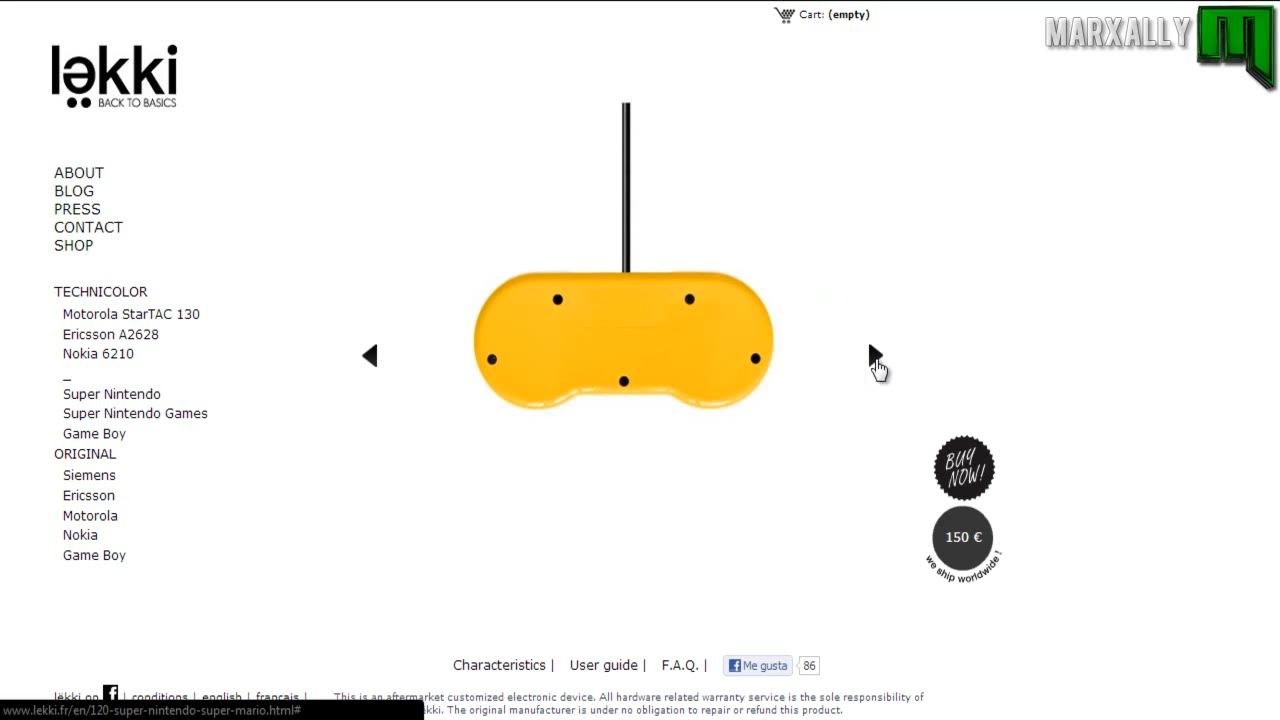 Cart: (empty)
MARXALLY
lekki
BACK TO BASICS
ABOUT
BLOG
PRESS
CONTACT
SHOP
TECHNICOLOR
Motorola StarTAC 130
Ericsson A2628
Nokia 6210
_
Super Nintendo
Super Nintendo Games
Game Boy
ORIGINAL
Siemens
Ericsson
Motorola
Nokia
Game Boy
BUY
NOW!
150 €
we ship worldwide !
Characteristics | User guide | F.A.Q. | Me gusta 86
lëkki on | conditions | english | français |
This is an aftermarket customized electronic device. All hardware related warranty service is the sole responsibility of
kki. The original manufacturer is under no obligation to repair or refund this product.
www.lekki.fr/en/120-super-nintendo-super-mario.html#